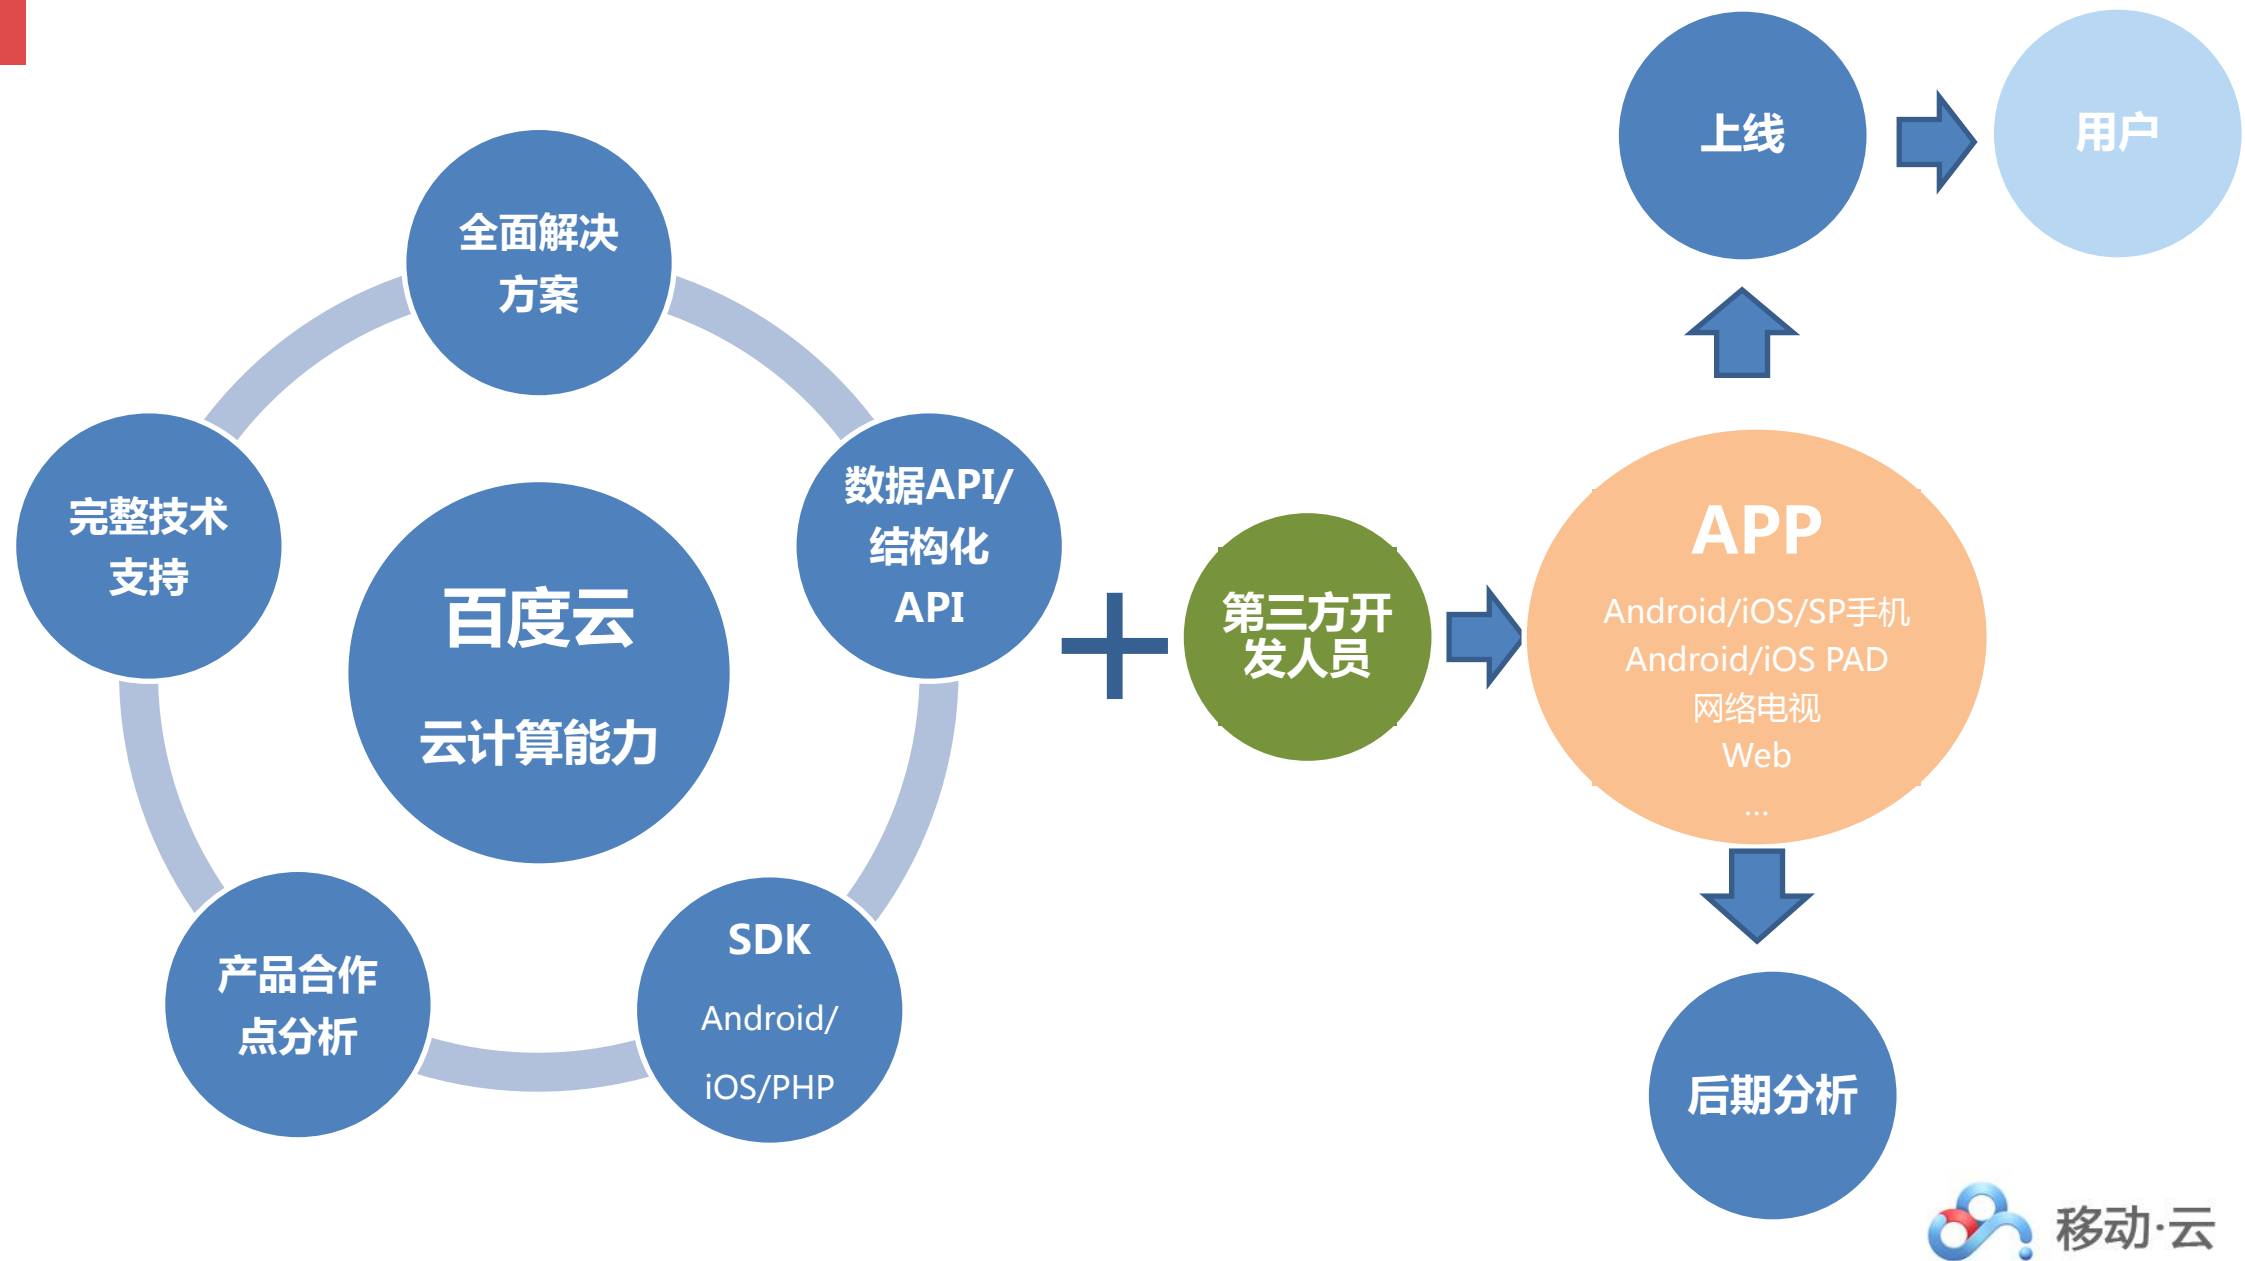 全面解决
方案
完整技术
支持
数据API/
结构化
API
百度云
云计算能力
产品合作
点分析
SDK
Android/
iOS/PHP
+
第三方开
发人员
上线
用户
APP
Android/iOS/SP手机
Android/iOS PAD
网络电视
Web
...
后期分析
移动·云